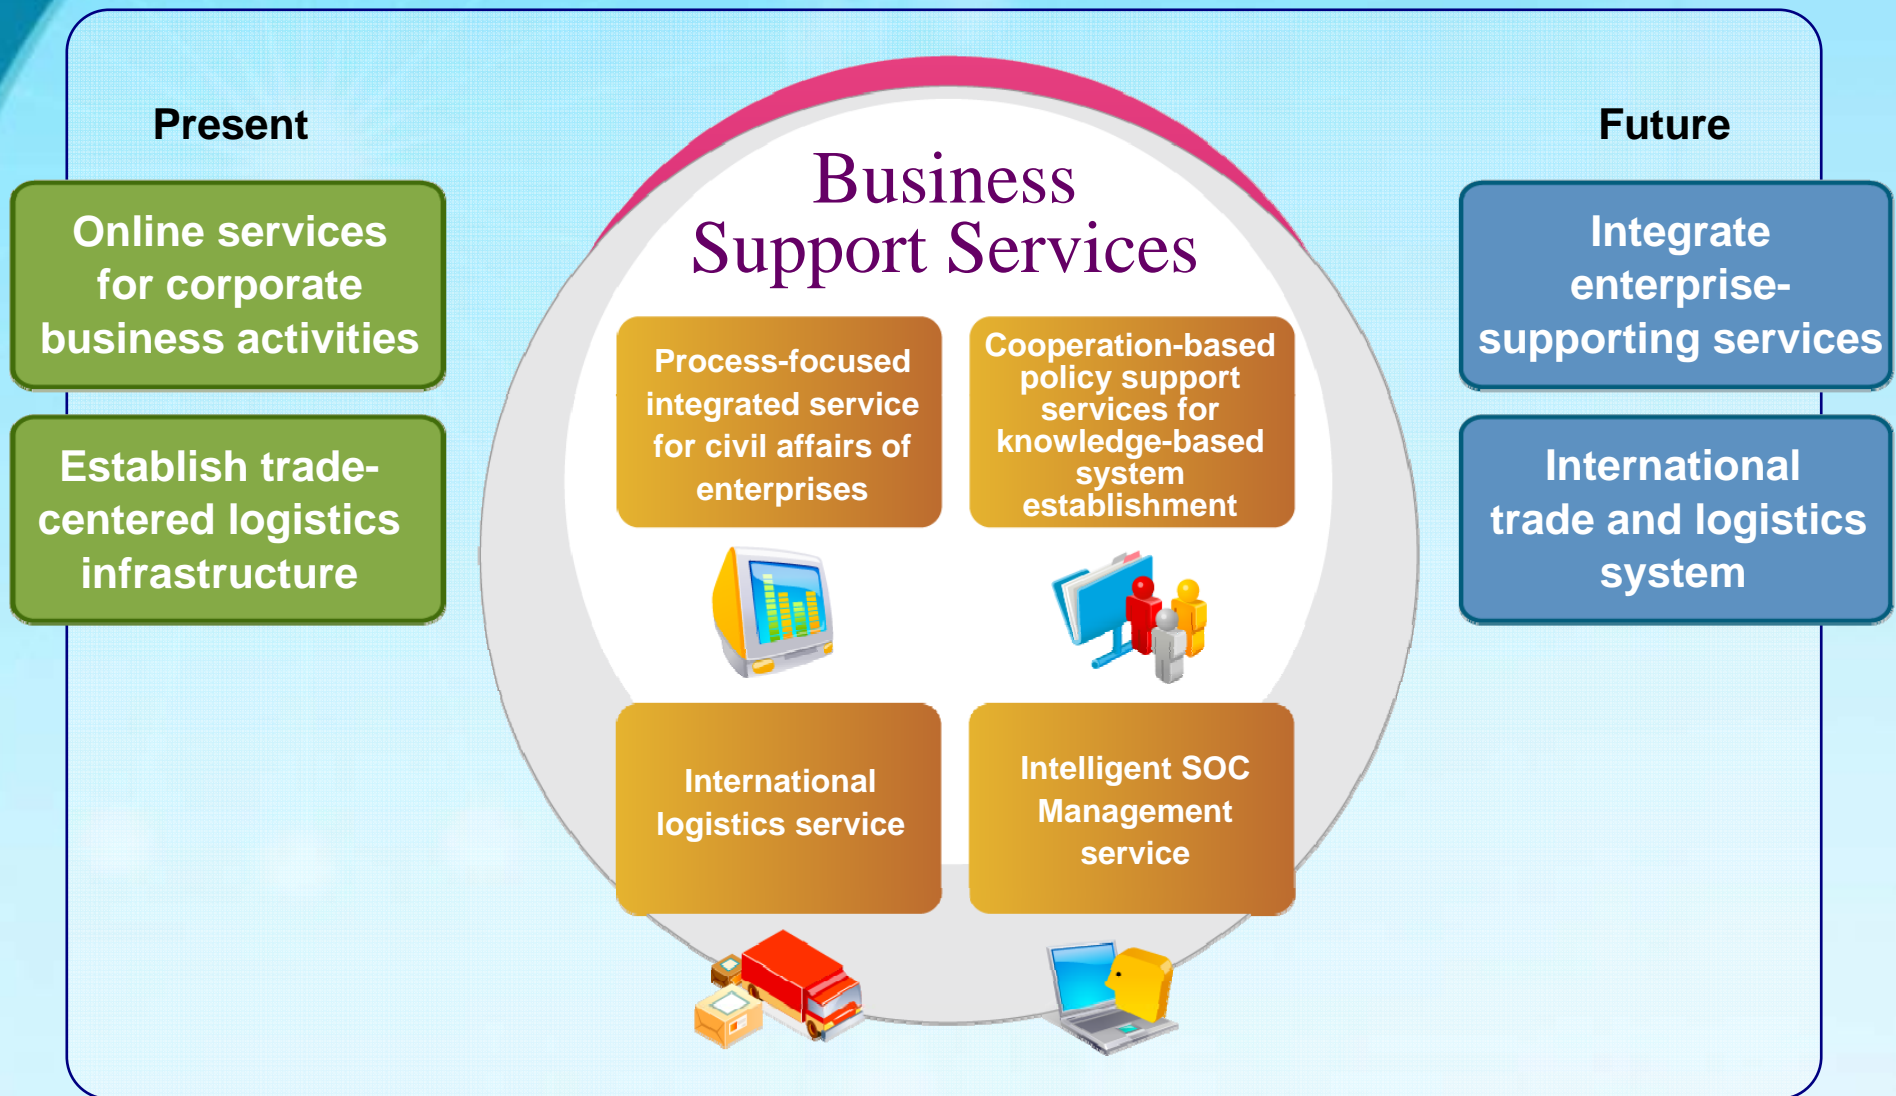 Present
Online services
for corporate
business activities
Establish trade-
centered logistics
infrastructure
Business
Support Services
Process-focused
integrated service
for civil affairs of
enterprises
Cooperation-based
policy support
services for
knowledge-based
system
establishment
International
logistics service
Intelligent SOC
Management
service
Future
Integrate
enterprise-
supporting services
International
trade and logistics
system